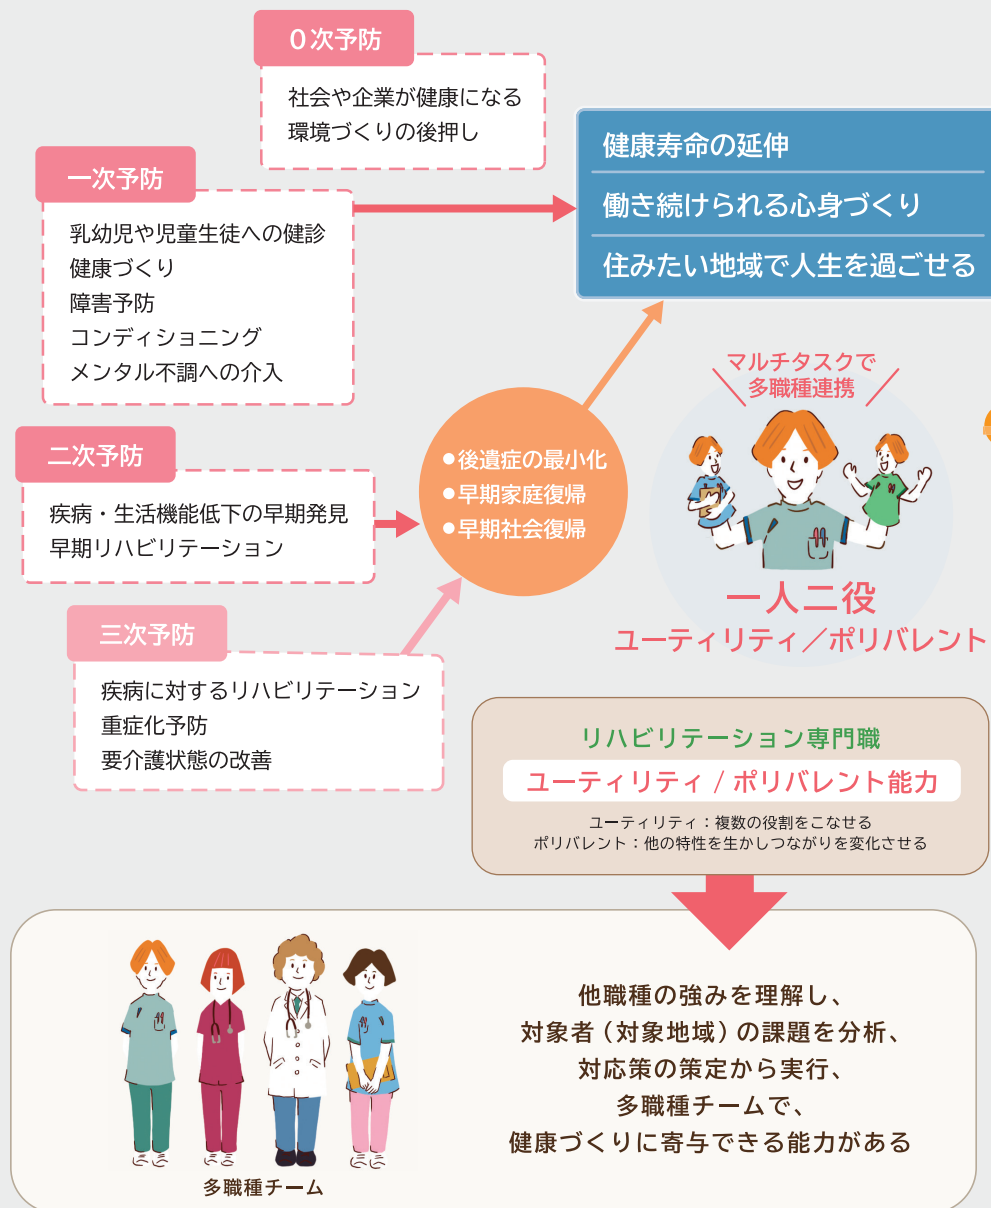 0次予防
社会や企業が健康になる
環境づくりの後押し
一次予防
乳幼児や児童生徒への健診
健康づくり
障害予防
コンディショニング
メンタル不調への介入
健康寿命の延伸
働き続けられる心身づくり
住みたい地域で人生を過ごせる
二次予防
疾病・生活機能低下の早期発見
早期リハビリテーション
●後遺症の最小化
●早期家庭復帰
●早期社会復帰
マルチタスクで
多職種連携
一人二役
ユーティリティ／ポリバレント
三次予防
疾病に対するリハビリテーション
重症化予防
要介護状態の改善
リハビリテーション専門職
ユーティリティ / ポリバレント能力
ユーティリティ：複数の役割をこなせる
ポリバレント：他の特性を生かしつながりを変化させる
他職種の強みを理解し、
対象者（対象地域）の課題を分析、
対応策の策定から実行、
多職種チームで、
健康づくりに寄与できる能力がある
多職種チーム